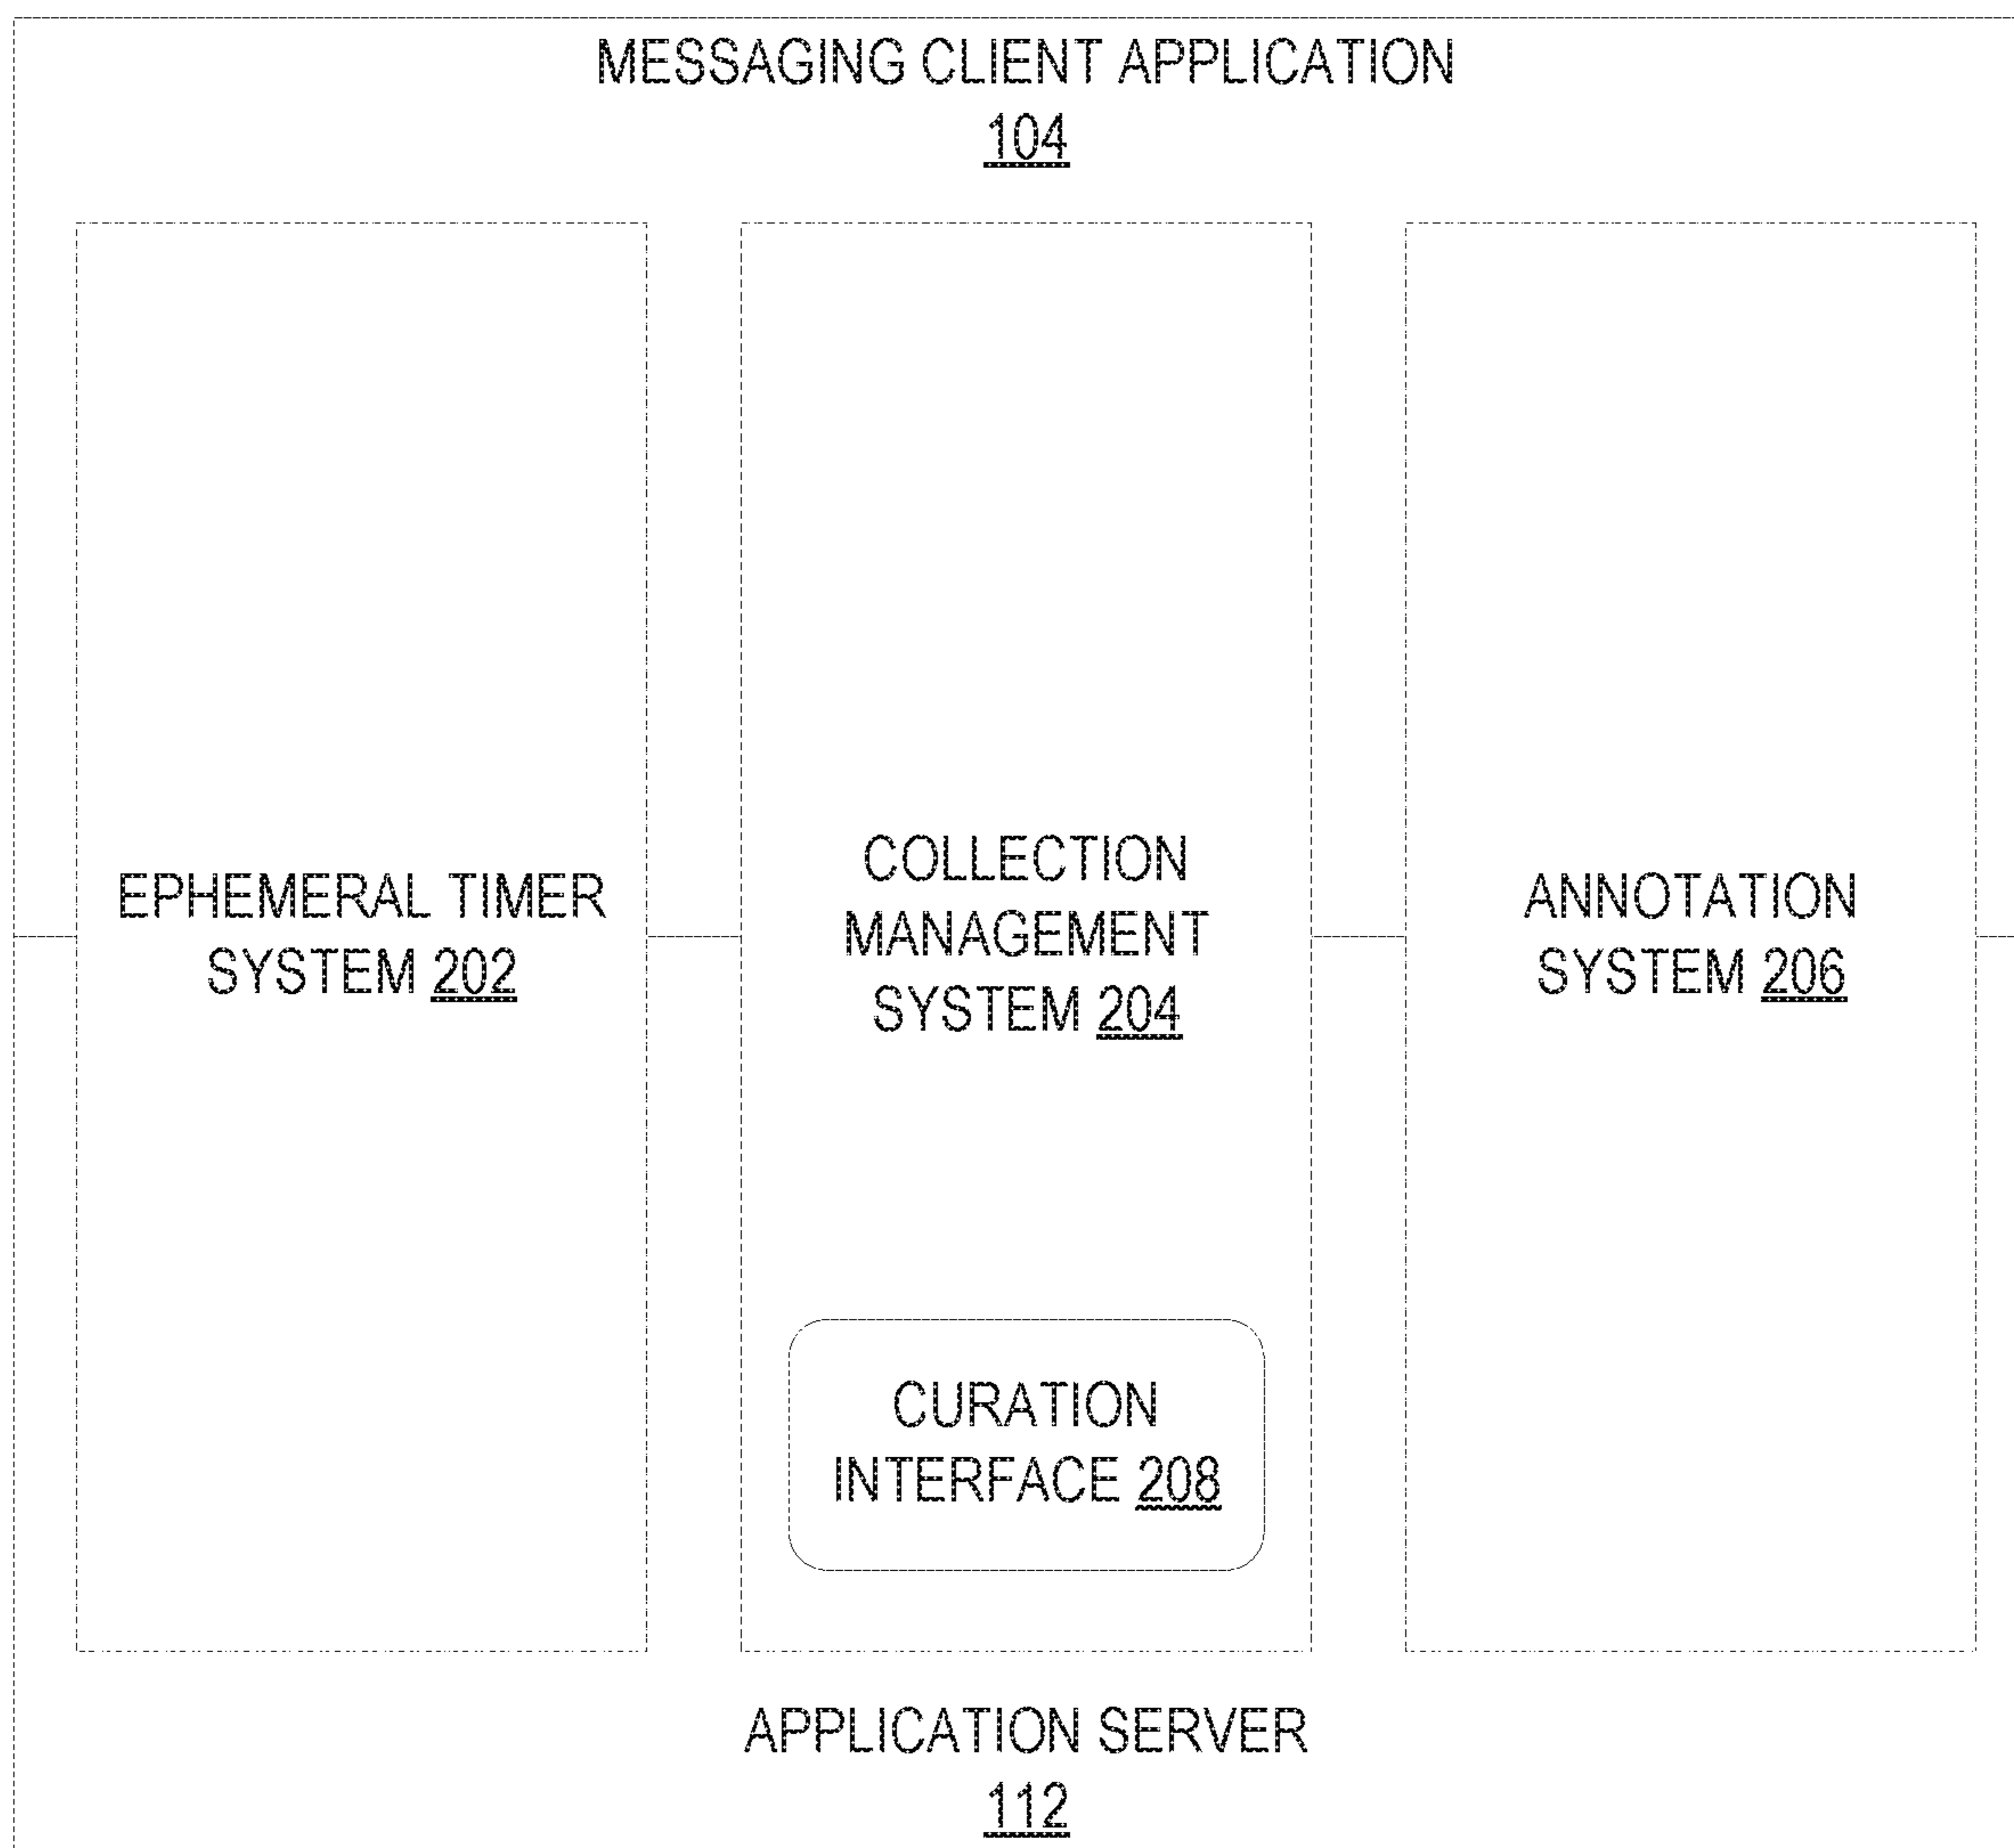 MESSAGING CLIENT APPLICATION
104
EPHEMERAL TIMER
SYSTEM 202
COLLECTION
MANAGEMENT
SYSTEM 204
ANNOTATION
SYSTEM 206
CURATION
INTERFACE 208
APPLICATION SERVER
112